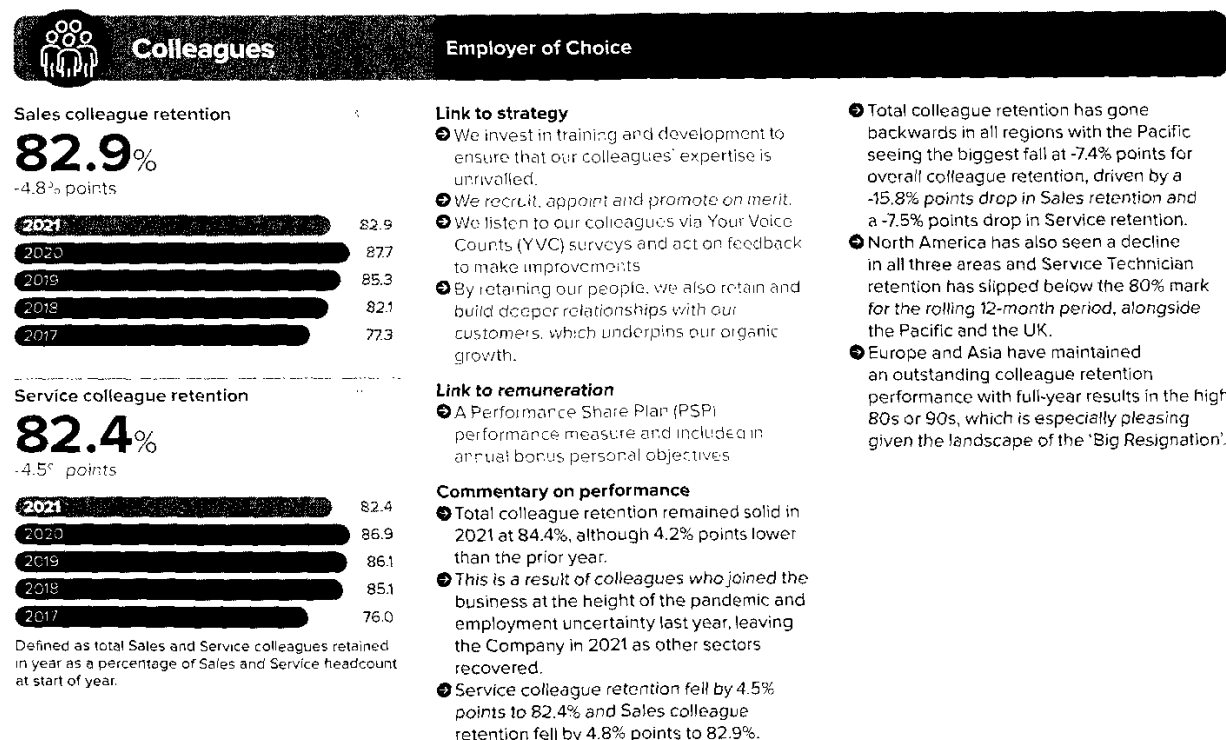 Colleagues
Employer of Choice
Sales colleague retention
82.9%
-4.8% points
2021 82.9
2020 87.7
2019 85.3
2018 82.1
2017 77.3
Service colleague retention
82.4%
-4.5% points
2021 82.4
2020 86.9
2019 86.1
2018 85.1
2017 76.0
Defined as total Sales and Service colleagues retained
in year as a percentage of Sales and Service headcount
at start of year.
Link to strategy
We invest in training and development to
ensure that our colleagues' expertise is
unrivalled.
We recruit, appoint and promote on merit.
We listen to our colleagues via Your Voice
Counts (YVC) surveys and act on feedback
to make improvements
By retaining our people, we also retain and
build deeper relationships with our
customers, which underpins our organic
growth.
Link to remuneration
A Performance Share Plan (PSP)
performance measure and included in
annual bonus personal objectives
Commentary on performance
Total colleague retention remained solid in
2021 at 84.4%, although 4.2% points lower
than the prior year.
This is a result of colleagues who joined the
business at the height of the pandemic and
employment uncertainty last year, leaving
the Company in 2021 as other sectors
recovered.
Service colleague retention fell by 4.5%
points to 82.4% and Sales colleague
retention fell by 4.8% points to 82.9%.
Total colleague retention has gone
backwards in all regions with the Pacific
seeing the biggest fall at -7.4% points for
overall colleague retention, driven by a
-15.8% points drop in Sales retention and
a -7.5% points drop in Service retention.
North America has also seen a decline
in all three areas and Service Technician
retention has slipped below the 80% mark
for the rolling 12-month period, alongside
the Pacific and the UK.
Europe and Asia have maintained
an outstanding colleague retention
performance with full-year results in the high
80s or 90s, which is especially pleasing
given the landscape of the 'Big Resignation'.